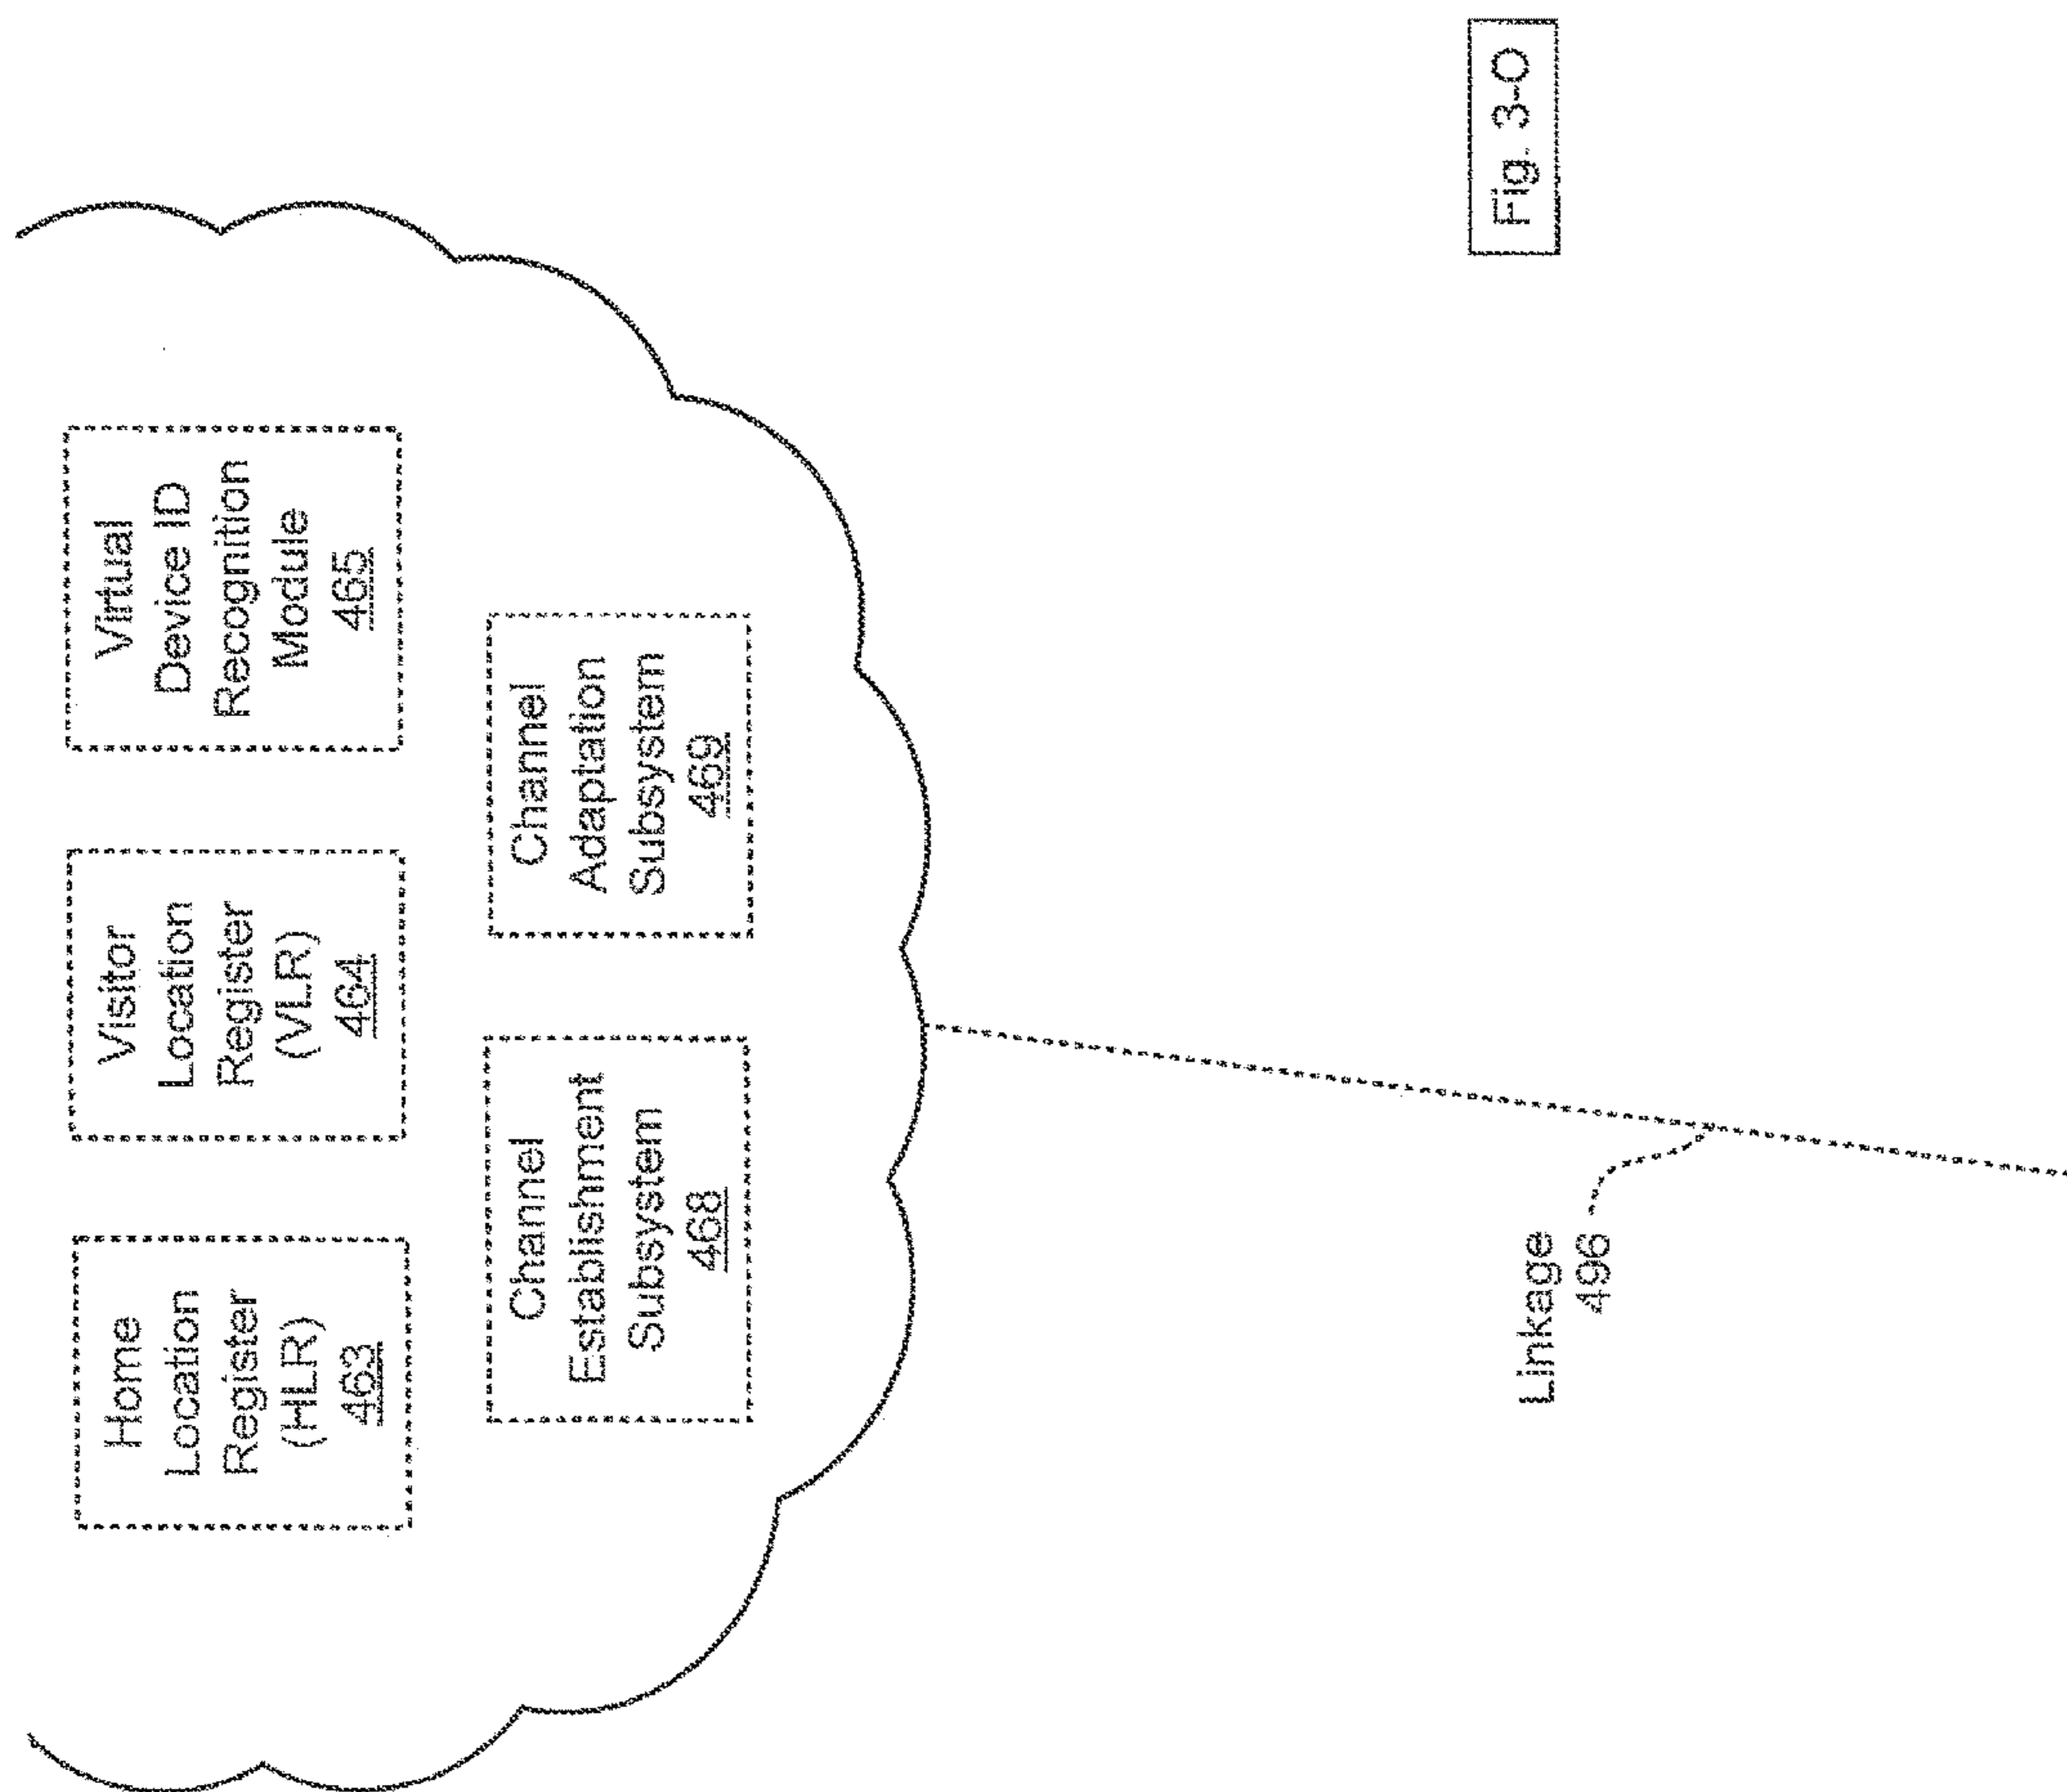 Home
Location
Register
(HLR)
463
Visitor
Location
Register
(VLR)
464
Virtual
Device ID
Recognition
Module
465
Channel
Establishment
Subsystem
468
Channel
Adaptation
Subsystem
469
Linkage
496
Fig. 3-O